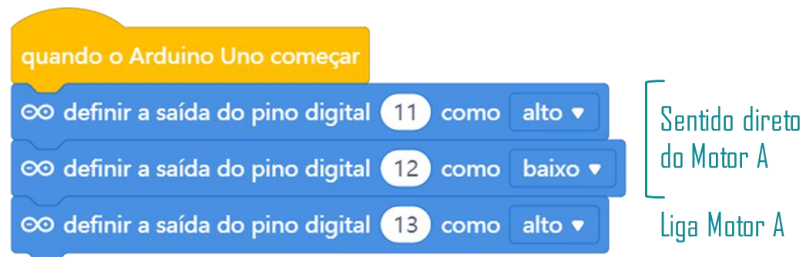 quando o Arduino Uno começar
definir a saída do pino digital 11 como alto
definir a saída do pino digital 12 como baixo
definir a saída do pino digital 13 como alto
Sentido direto
do Motor A
Liga Motor A